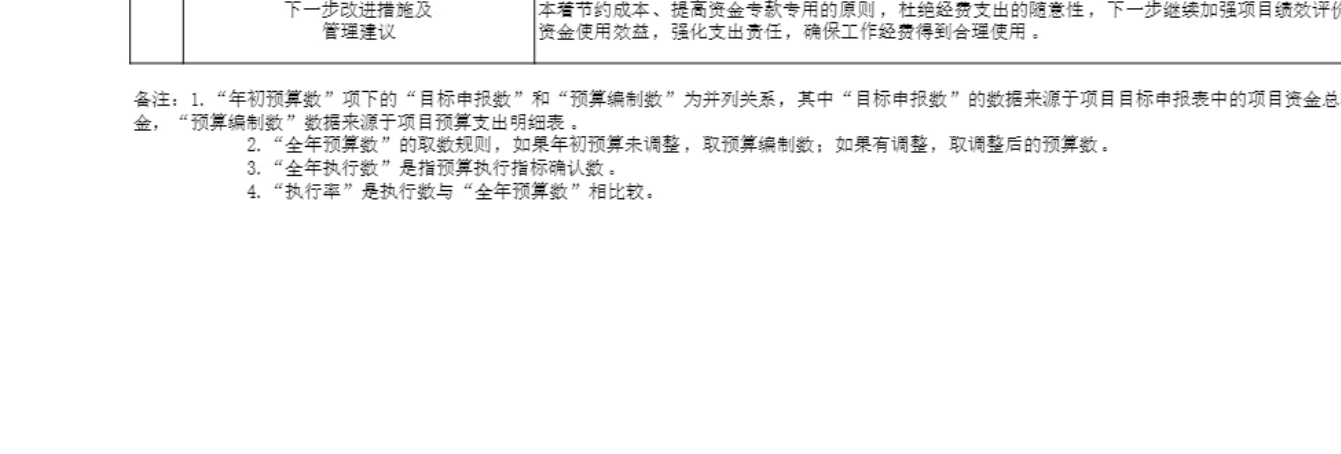 下一步改进措施及
管理建议
本着节约成本、提高资金专款专用的原则，杜绝经费支出的随意性，下一步继续加强项目绩效评价
资金使用效益，强化支出责任，确保工作经费得到合理使用。
备注：1.“年初预算数”项下的“目标申报数”和“预算编制数”为并列关系，其中“目标申报数”的数据来源于项目目标申报表中的项目资金总
金，“预算编制数”数据来源于项目预算支出明细表。
2.“全年预算数”的取数规则，如果年初预算未调整，取预算编制数；如果有调整，取调整后的预算数。
3.“全年执行数”是指预算执行指标确认数。
4.“执行率”是执行数与“全年预算数”相比较。